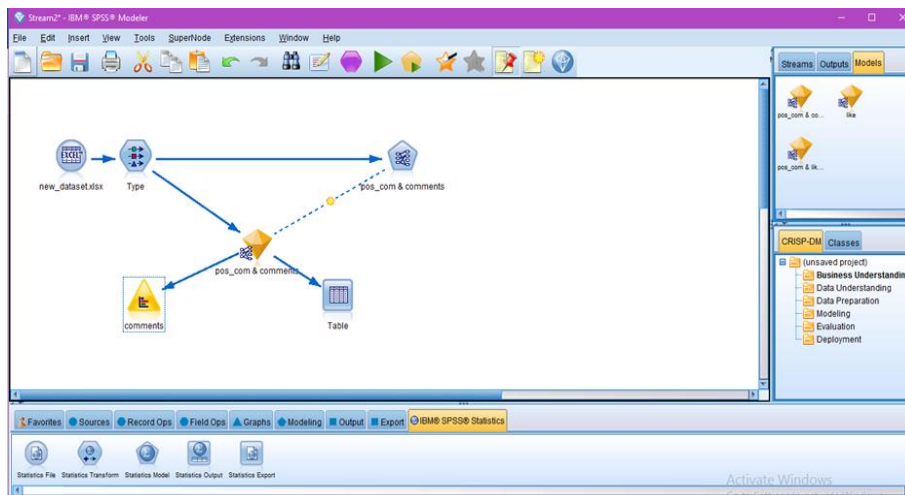 Stream2* - IBM® SPSS® Modeler
File Edit Insert View Tools SuperNode Extensions Window Help
Streams Outputs Models
pos_com & co... like
pos_com & lik...
EXCEL
new_dataset.xlsx
Type
pos_com & comments
pos_com & comments
comments
Table
CRISP-DM Classes
(unsaved project)
Business Understandin
Data Understanding
Data Preparation
Modeling
Evaluation
Deployment
Favorites Sources Record Ops Field Ops Graphs Modeling Output Export IBM® SPSS® Statistics
Statistics File Statistics Transform Statistics Model Statistics Output Statistics Export
Activate Windows